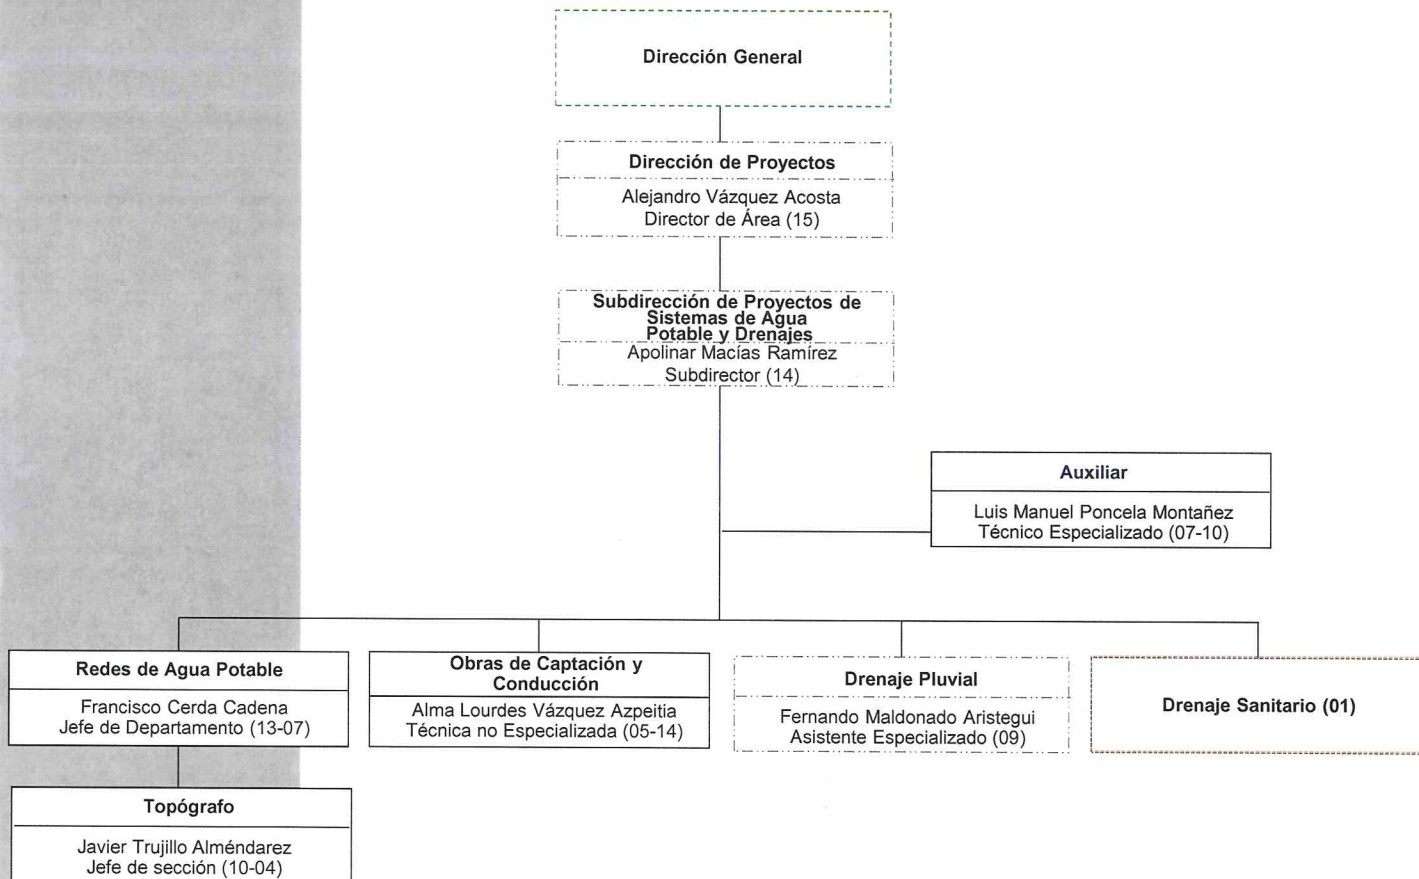 Dirección General
Dirección de Proyectos
Alejandro Vázquez Acosta
Director de Área (15)
Subdirección de Proyectos de
Sistemas de Agua
Potable y Drenajes
Apolinar Macías Ramírez
Subdirector (14)
Auxiliar
Luis Manuel Poncela Montañez
Técnico Especializado (07-10)
Redes de Agua Potable
Francisco Cerda Cadena
Jefe de Departamento (13-07)
Obras de Captación y
Conducción
Alma Lourdes Vázquez Azpeitia
Técnica no Especializada (05-14)
Drenaje Pluvial
Fernando Maldonado Aristegui
Asistente Especializado (09)
Drenaje Sanitario (01)
Topógrafo
Javier Trujillo Alméndarez
Jefe de sección (10-04)